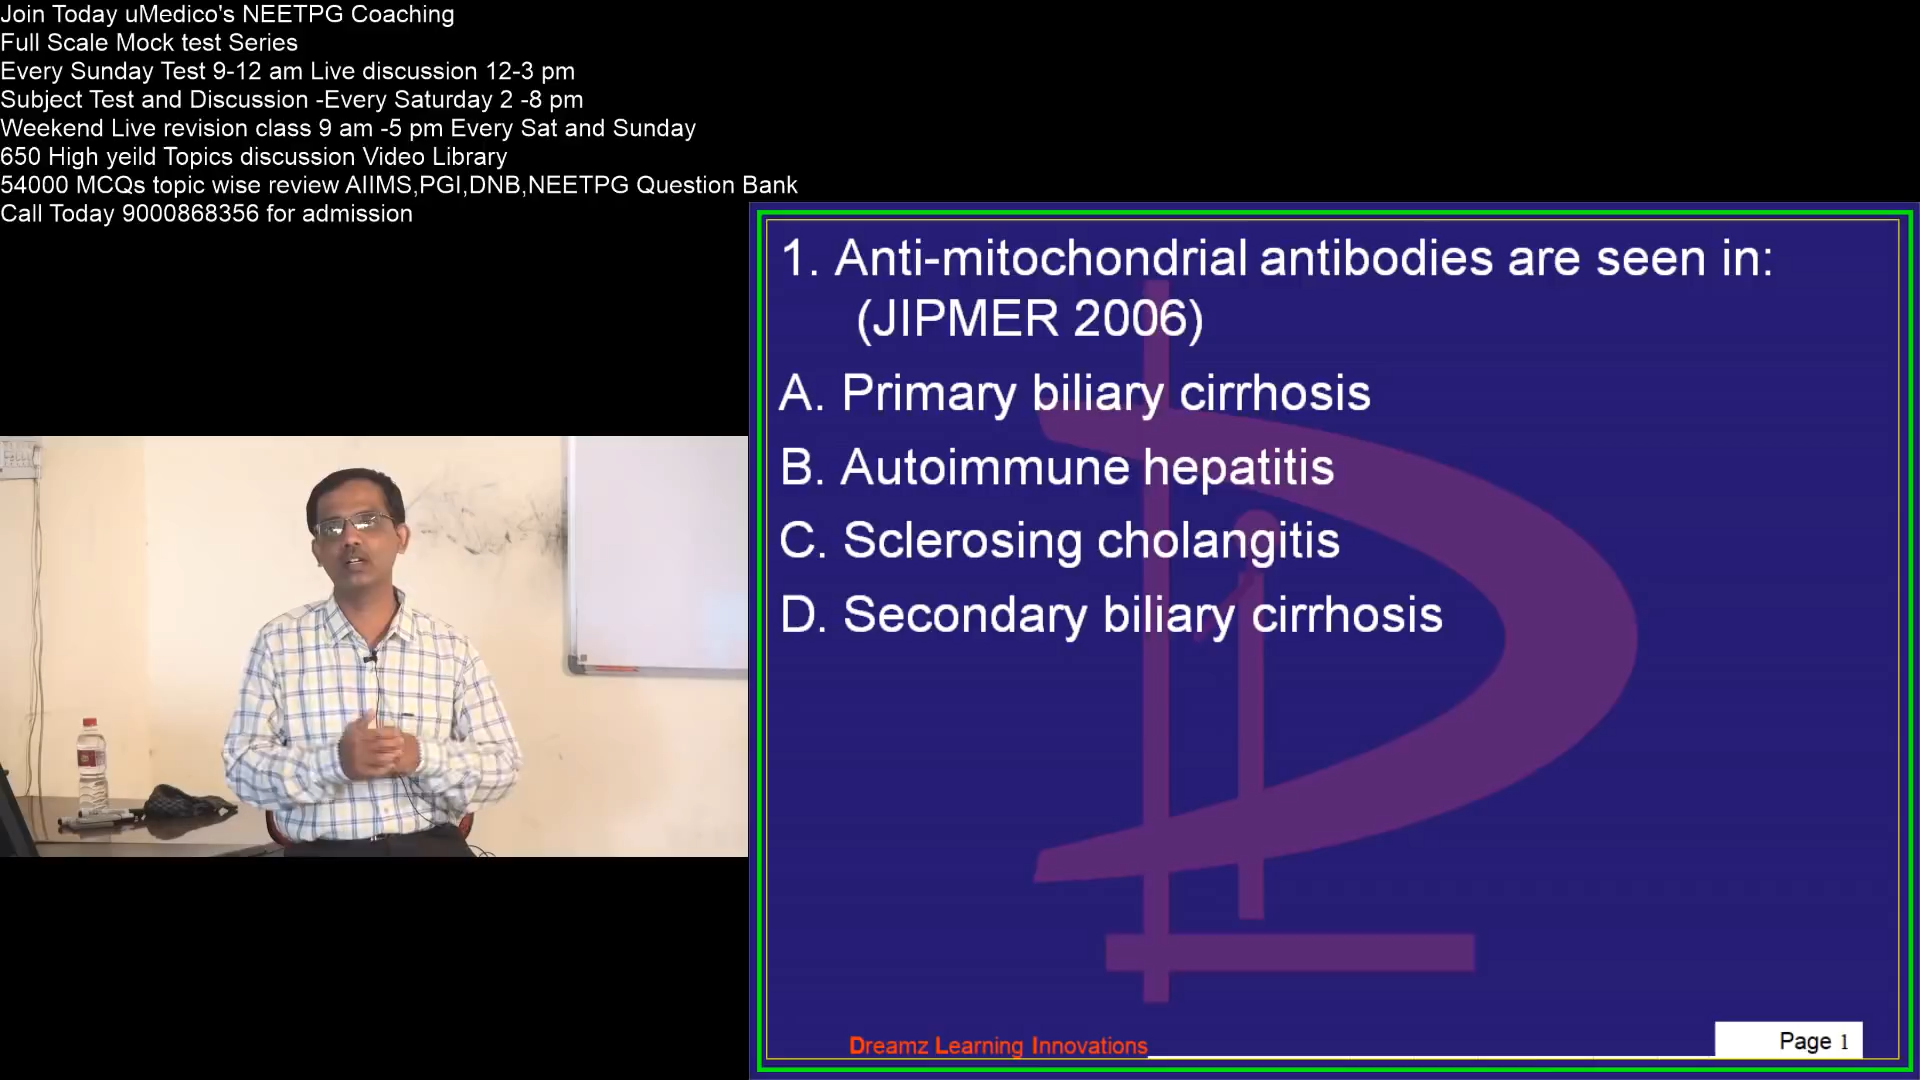 Join Today uMedico's NEETPG Coaching
Full Scale Mock test Series
Every Sunday Test 9-12 am Live discussion 12-3 pm
Subject Test and Discussion -Every Saturday 2 -8 pm
Weekend Live revision class 9 am -5 pm Every Sat and Sunday
650 High yeild Topics discussion Video Library
54000 MCQs topic wise review AIIMS,PGI,DNB,NEETPG Question Bank
Call Today 9000868356 for admission
1. Anti-mitochondrial antibodies are seen in:
(JIPMER 2006)
A. Primary biliary cirrhosis
B. Autoimmune hepatitis
C. Sclerosing cholangitis
D. Secondary biliary cirrhosis
Dreamz Learning Innovations
Page 1